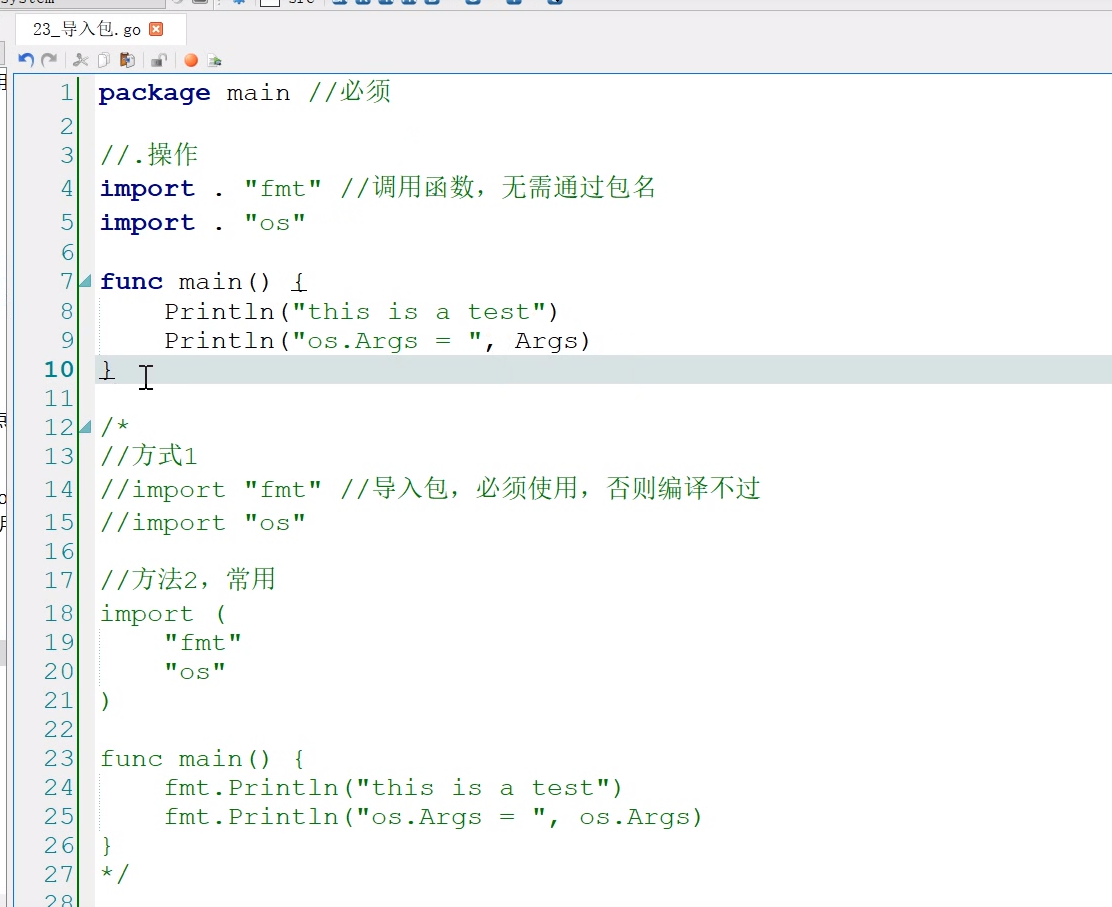 23_导入包.go
1 package main //必须
2
3 //.操作
4 import . "fmt" //调用函数，无需通过包名
5 import . "os"
6
7 func main() {
8 Println("this is a test")
9 Println("os.Args = ", Args)
10 }
11
12 /*
13 //方式1
14 //import "fmt" //导入包，必须使用，否则编译不过
15 //import "os"
16
17 //方法2，常用
18 import (
19 "fmt"
20 "os"
21 )
22
23 func main() {
24 fmt.Println("this is a test")
25 fmt.Println("os.Args = ", os.Args)
26 }
27 */
28